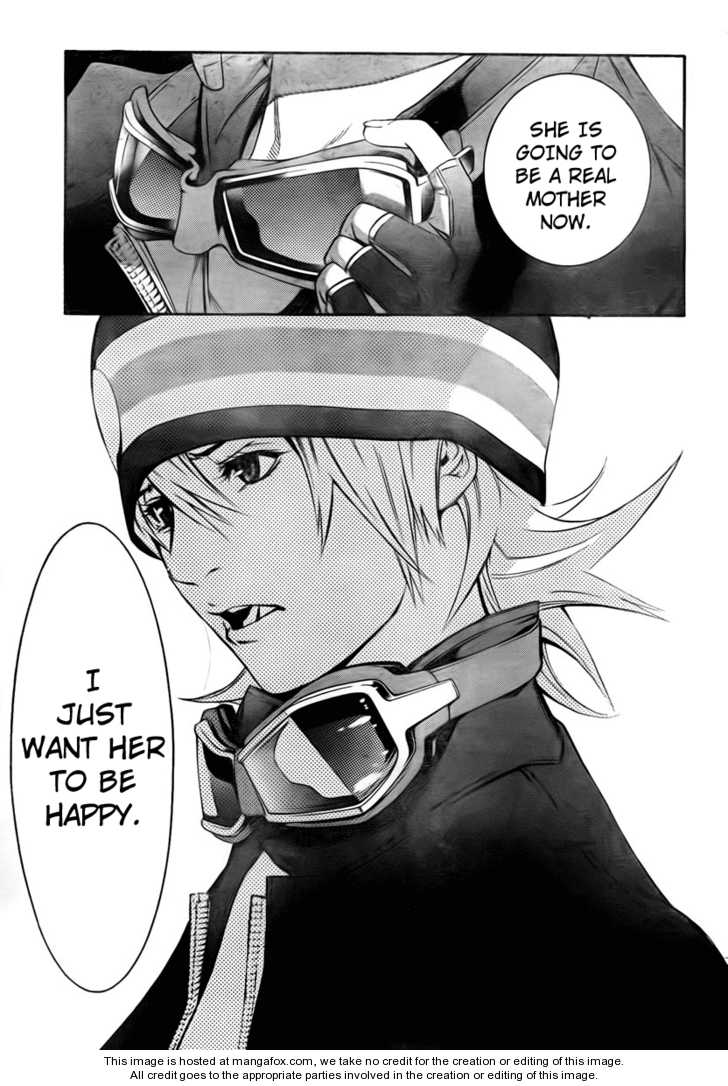 SHE IS
GOING TO
BE A REAL
MOTHER
NOW.
I
JUST
WANT HER
TO BE
HAPPY.
This image is hosted at mangafox.com, we take no credit for the creation or editing of this image.
All credit goes to the appropriate parties involved in the creation or editing of this image.